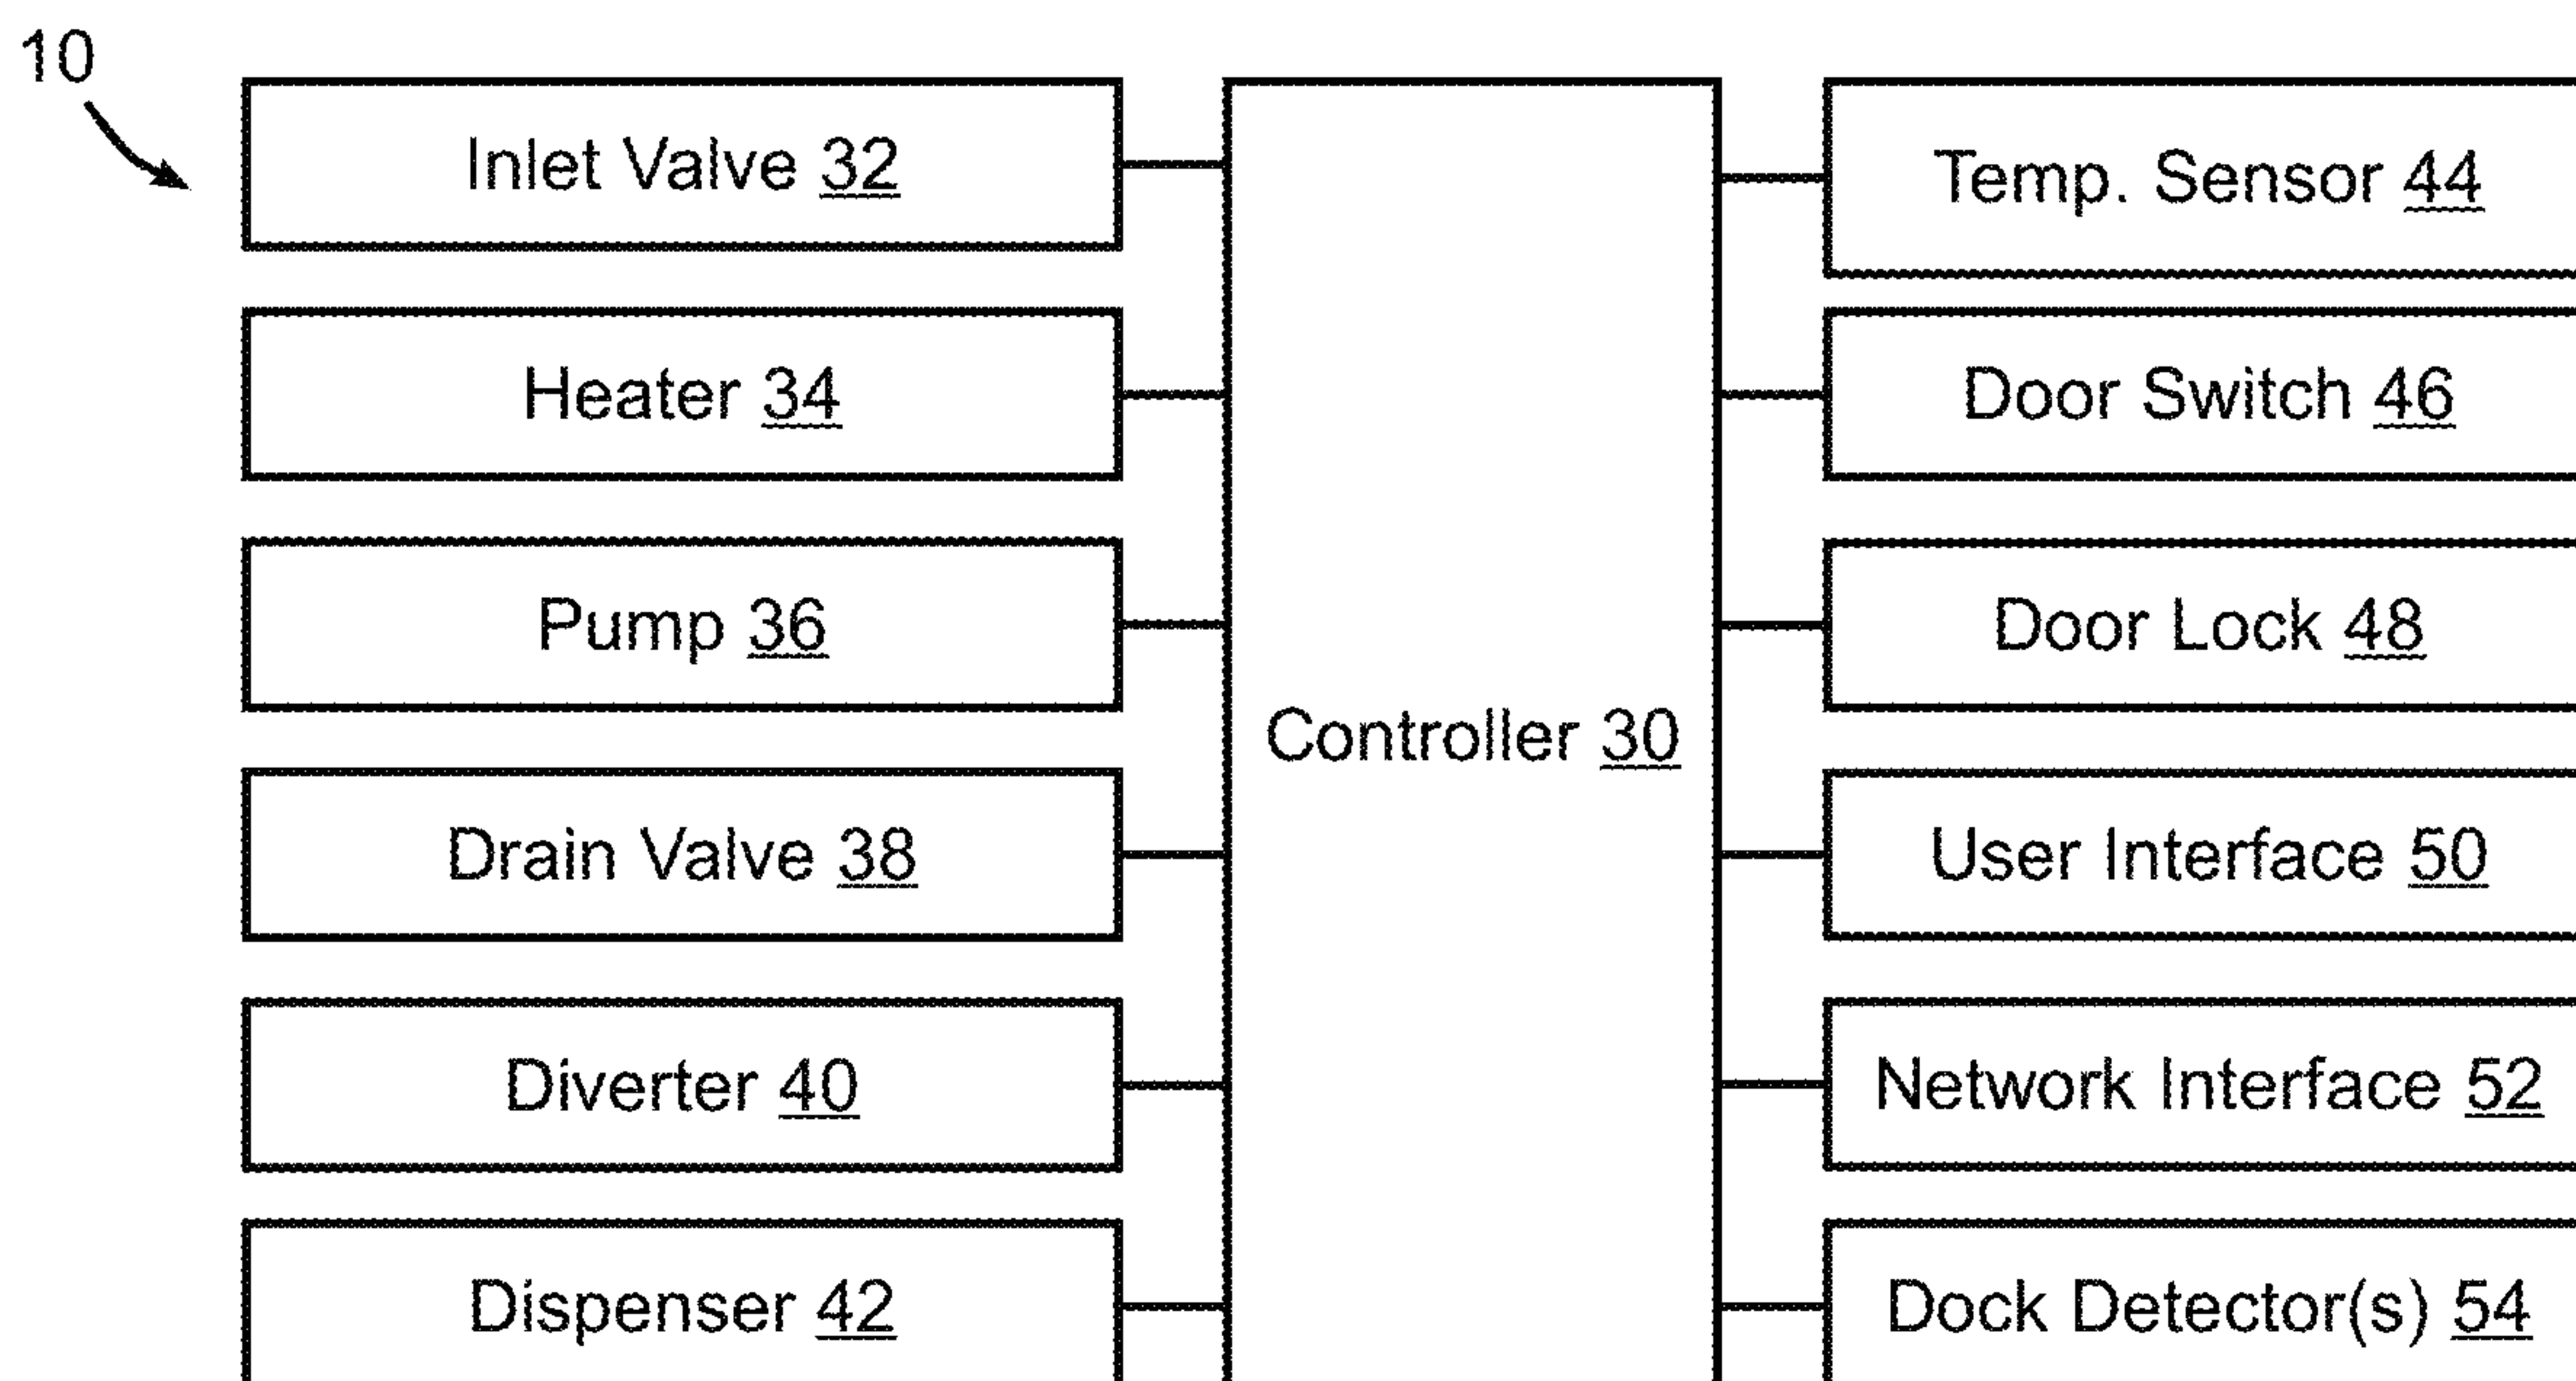 10
Inlet Valve 32
Heater 34
Pump 36
Drain Valve 38
Diverter 40
Dispenser 42
Controller 30
Temp. Sensor 44
Door Switch 46
Door Lock 48
User Interface 50
Network Interface 52
Dock Detector(s) 54